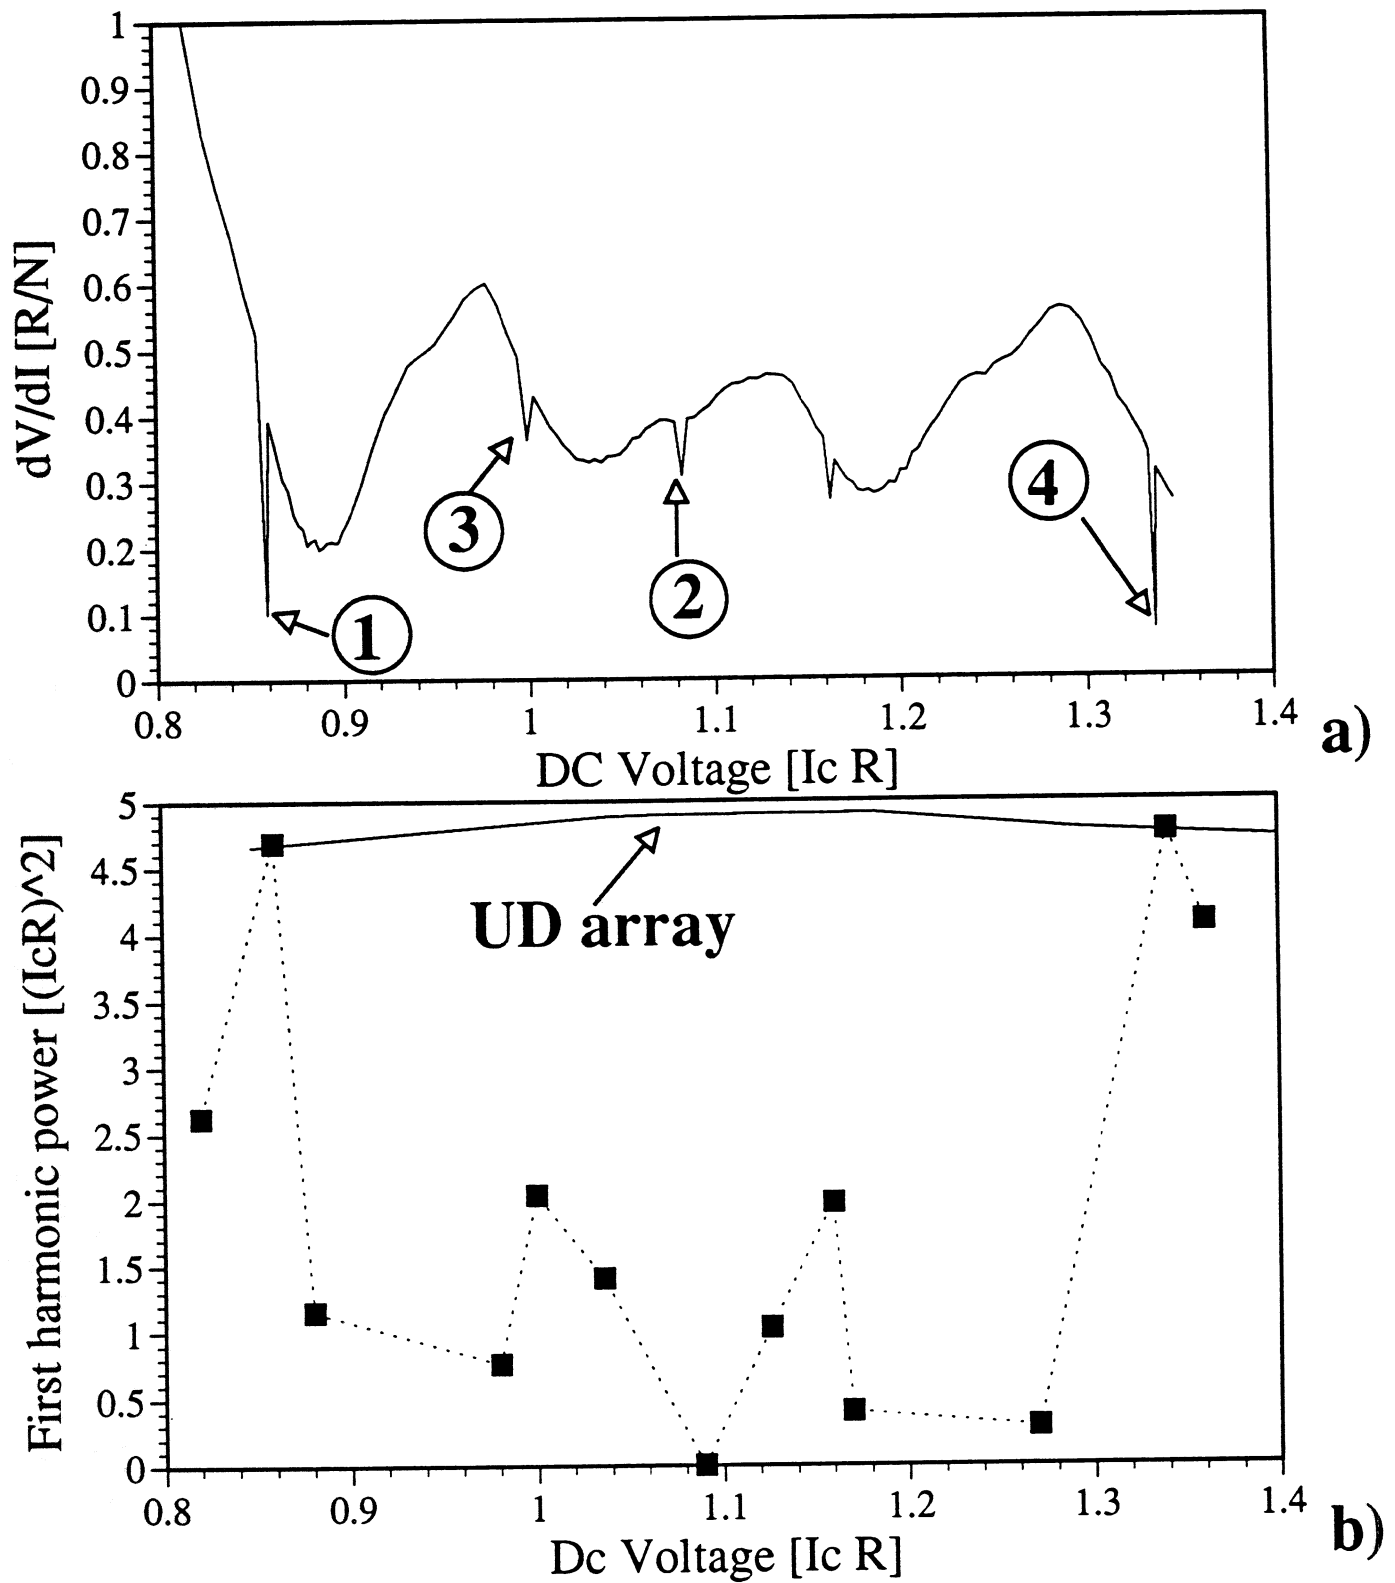 1
0.9
0.8
0.7
0.6
0.5
0.4
0.3
0.2
0.1
0
dV/dI [R/N]
3
4
2
1
0.8 0.9 1 1.1 1.2 1.3 1.4
a)
DC Voltage [Ic R]
5
4.5
4
3.5
3
2.5
2
1.5
1
0.5
0
First harmonic power [(IcR)^2]
UD array
0.8 0.9 1 1.1 1.2 1.3 1.4
b)
Dc Voltage [Ic R]